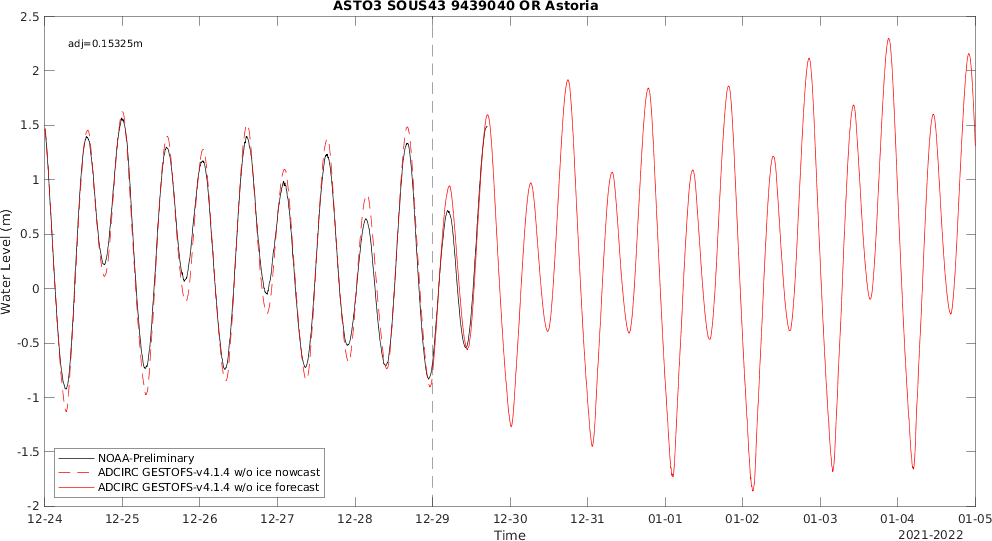 ASTO3 SOUS43 9439040 OR Astoria
adj=0.15325m
Water Level (m)
2.5
2
1.5
1
0.5
0
-0.5
-1
-1.5
-2
NOAA-Preliminary
ADCIRC GESTOFS-v4.1.4 w/o ice nowcast
ADCIRC GESTOFS-v4.1.4 w/o ice forecast
12-24 12-25 12-26 12-27 12-28 12-29 12-30 12-31 01-01 01-02 01-03 01-04 01-05
Time
2021-2022